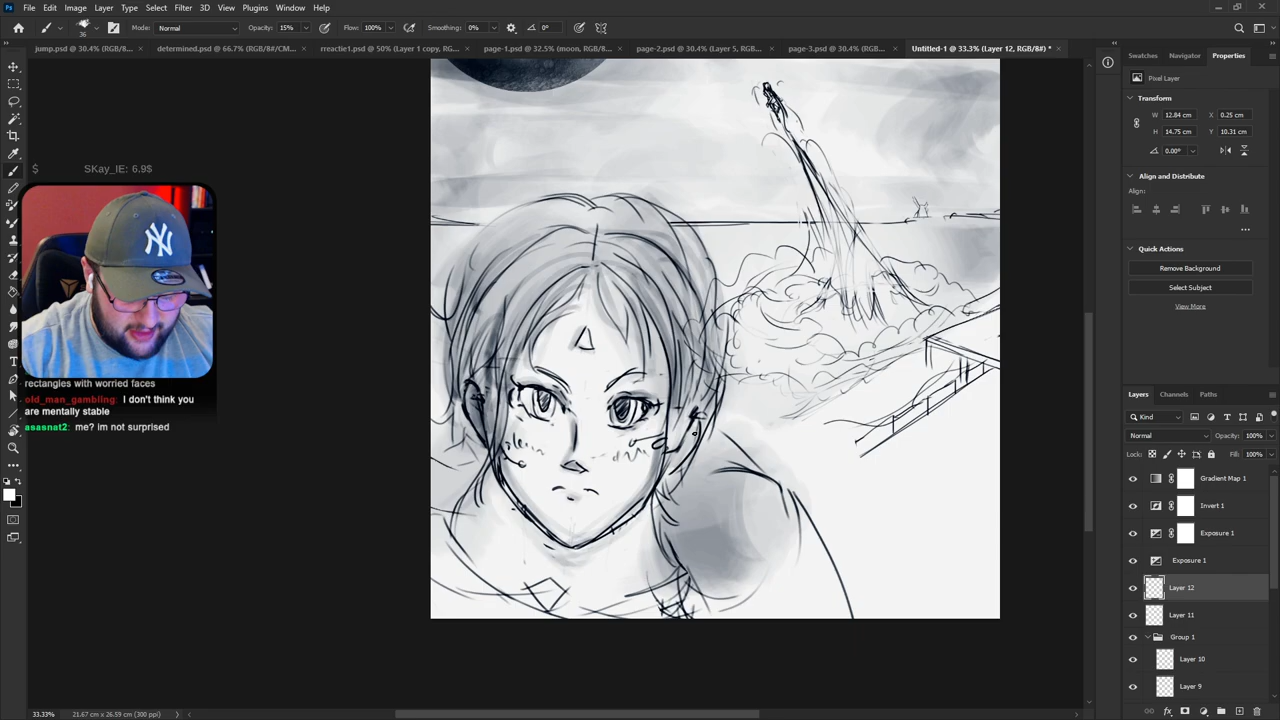 Ps File Edit Image Layer Type Select Filter 3D View Plugins Window Help
36 Mode: Normal Opacity: 15% Flow: 100% Smoothing: 0% 0°
jump.psd @ 30.4% (RGB/8... × determined.psd @ 66.7% (RGB/8#/CM... × rreactie1.psd @ 50% (Layer 1 copy, RG... × page-1.psd @ 32.5% (moon, RGB/8... × page-2.psd @ 30.4% (Layer 5, RGB/8... × page-3.psd @ 30.4% (RGB/8... × Untitled-1 @ 33.3% (Layer 12, RGB/8#) * ×
Swatches Navigator Properties
Pixel Layer
Transform
W 12.84 cm X 0.25 cm
H 14.75 cm Y 10.31 cm
0.00°
Align and Distribute
Align:
Quick Actions
Remove Background
Select Subject
View More
$ SKay_IE: 6.9$
NY
rectangles with worried faces
old_man_gambling: I don't think you
are mentally stable
asasnat2: me? im not surprised
Layers Channels Paths
Kind
Normal Opacity: 100%
Lock: Fill: 100%
Gradient Map 1
Invert 1
Exposure 1
Exposure 1
Layer 12
Layer 11
Group 1
Layer 10
Layer 9
33.33% 21.67 cm x 26.59 cm (300 ppi)